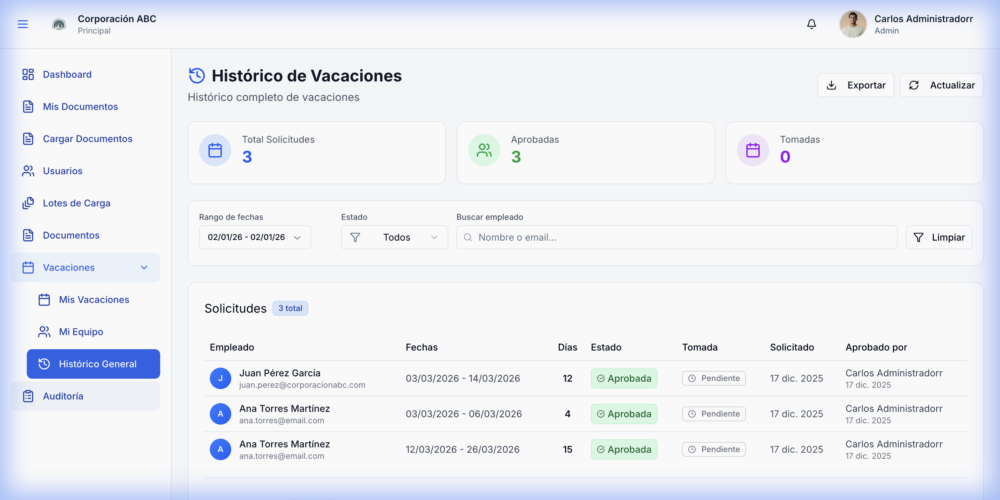 Corporación ABC
Principal
Carlos Administradorr
Admin
Dashboard
Mis Documentos
Cargar Documentos
Usuarios
Lotes de Carga
Documentos
Vacaciones
Mis Vacaciones
Mi Equipo
Histórico General
Auditoría
Histórico de Vacaciones
Histórico completo de vacaciones
Exportar
Actualizar
Total Solicitudes
3
Aprobadas
3
Tomadas
0
Rango de fechas
02/01/26 - 02/01/26
Estado
Todos
Buscar empleado
Nombre o email...
Limpiar
Solicitudes
3 total
Empleado Fechas Días Estado Tomada Solicitado Aprobado por
J
Juan Pérez García
juan.perez@corporacionabc.com
03/03/2026 - 14/03/2026
12
Aprobada
Pendiente
17 dic. 2025
Carlos Administradorr
17 dic. 2025
A
Ana Torres Martínez
ana.torres@email.com
03/03/2026 - 06/03/2026
4
Aprobada
Pendiente
17 dic. 2025
Carlos Administradorr
17 dic. 2025
A
Ana Torres Martínez
ana.torres@email.com
12/03/2026 - 26/03/2026
15
Aprobada
Pendiente
17 dic. 2025
Carlos Administradorr
17 dic. 2025